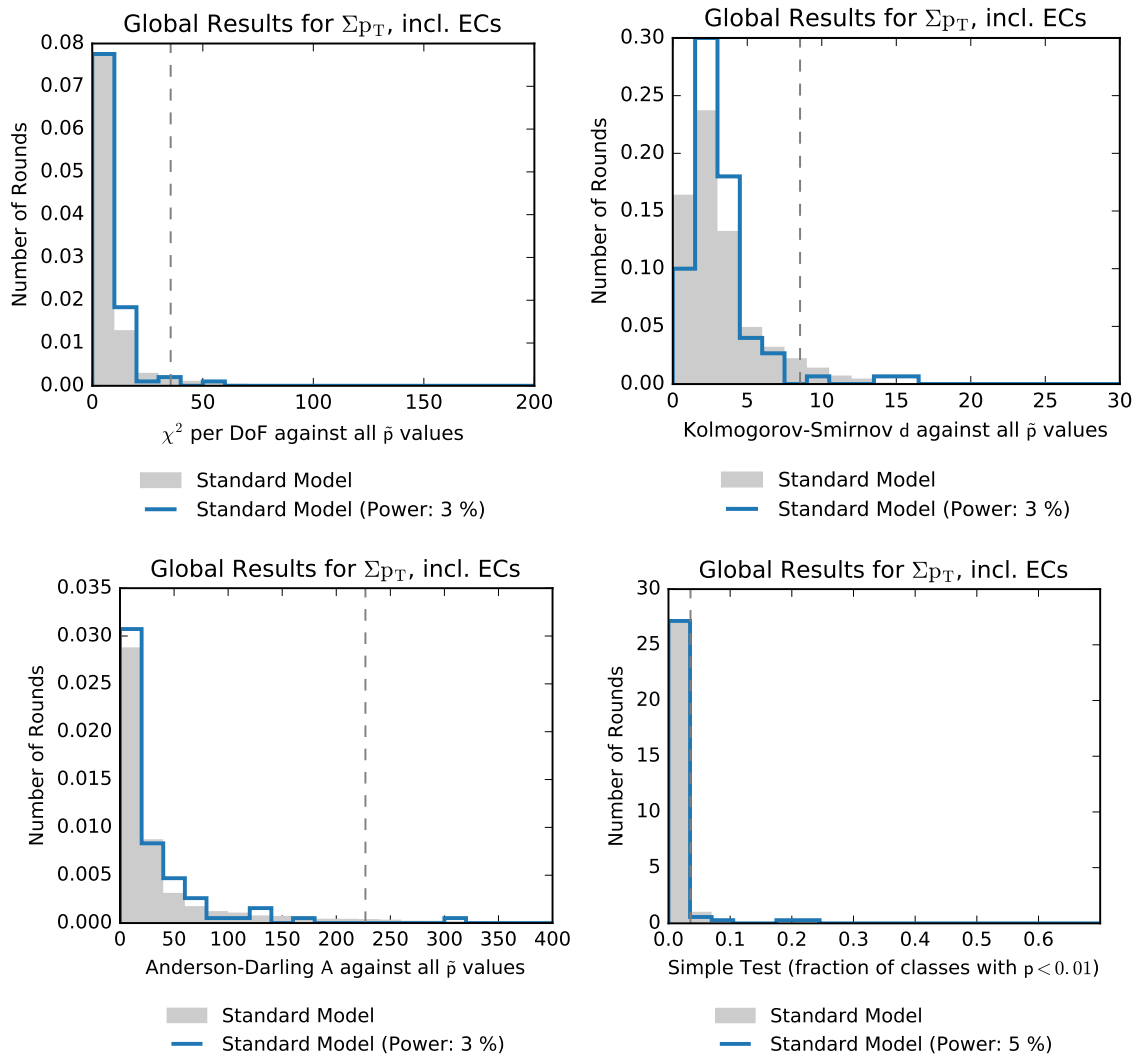 Global Results for Σp_T, incl. ECs
Number of Rounds
0.08
0.07
0.06
0.05
0.04
0.03
0.02
0.01
0.00
0 50 100 150 200
χ² per DoF against all p̃ values
Standard Model
Standard Model (Power: 3 %)
Global Results for Σp_T, incl. ECs
Number of Rounds
0.30
0.25
0.20
0.15
0.10
0.05
0.00
0 5 10 15 20 25 30
Kolmogorov-Smirnov d against all p̃ values
Standard Model
Standard Model (Power: 3 %)
Global Results for Σp_T, incl. ECs
Number of Rounds
0.035
0.030
0.025
0.020
0.015
0.010
0.005
0.000
0 50 100 150 200 250 300 350 400
Anderson-Darling A against all p̃ values
Standard Model
Standard Model (Power: 3 %)
Global Results for Σp_T, incl. ECs
Number of Rounds
30
25
20
15
10
5
0
0.0 0.1 0.2 0.3 0.4 0.5 0.6
Simple Test (fraction of classes with p < 0.01)
Standard Model
Standard Model (Power: 5 %)